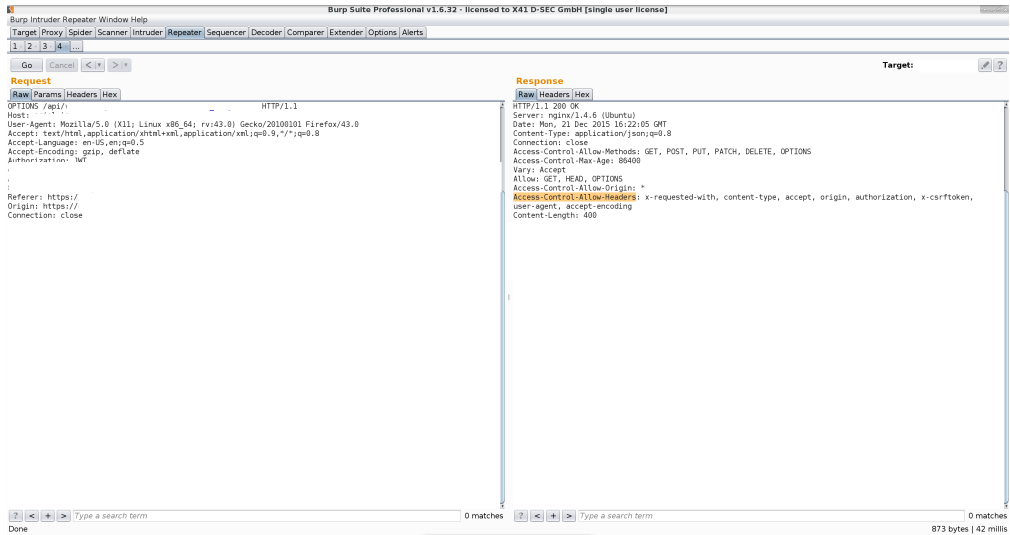 Burp Suite Professional v1.6.32 - licensed to X41 D-SEC GmbH [single user license]
Burp Intruder Repeater Window Help
Target Proxy Spider Scanner Intruder Repeater Sequencer Decoder Comparer Extender Options Alerts
1 2 3 4 ...
Go Cancel < > Target: ?
Request
Raw Params Headers Hex
OPTIONS /api/ HTTP/1.1
Host:
User-Agent: Mozilla/5.0 (X11; Linux x86_64; rv:43.0) Gecko/20100101 Firefox/43.0
Accept: text/html,application/xhtml+xml,application/xml;q=0.9,*/*;q=0.8
Accept-Language: en-US,en;q=0.5
Accept-Encoding: gzip, deflate
Authorization: JWT
Referer: https:/
Origin: https://
Connection: close
? < + > Type a search term 0 matches
Response
Raw Headers Hex
HTTP/1.1 200 OK
Server: nginx/1.4.6 (Ubuntu)
Date: Mon, 21 Dec 2015 16:22:05 GMT
Content-Type: application/json;q=0.8
Connection: close
Access-Control-Allow-Methods: GET, POST, PUT, PATCH, DELETE, OPTIONS
Access-Control-Max-Age: 86400
Vary: Accept
Allow: GET, HEAD, OPTIONS
Access-Control-Allow-Origin: *
Access-Control-Allow-Headers: x-requested-with, content-type, accept, origin, authorization, x-csrftoken,
user-agent, accept-encoding
Content-Length: 400
? < + > Type a search term 0 matches
Done 873 bytes | 42 millis